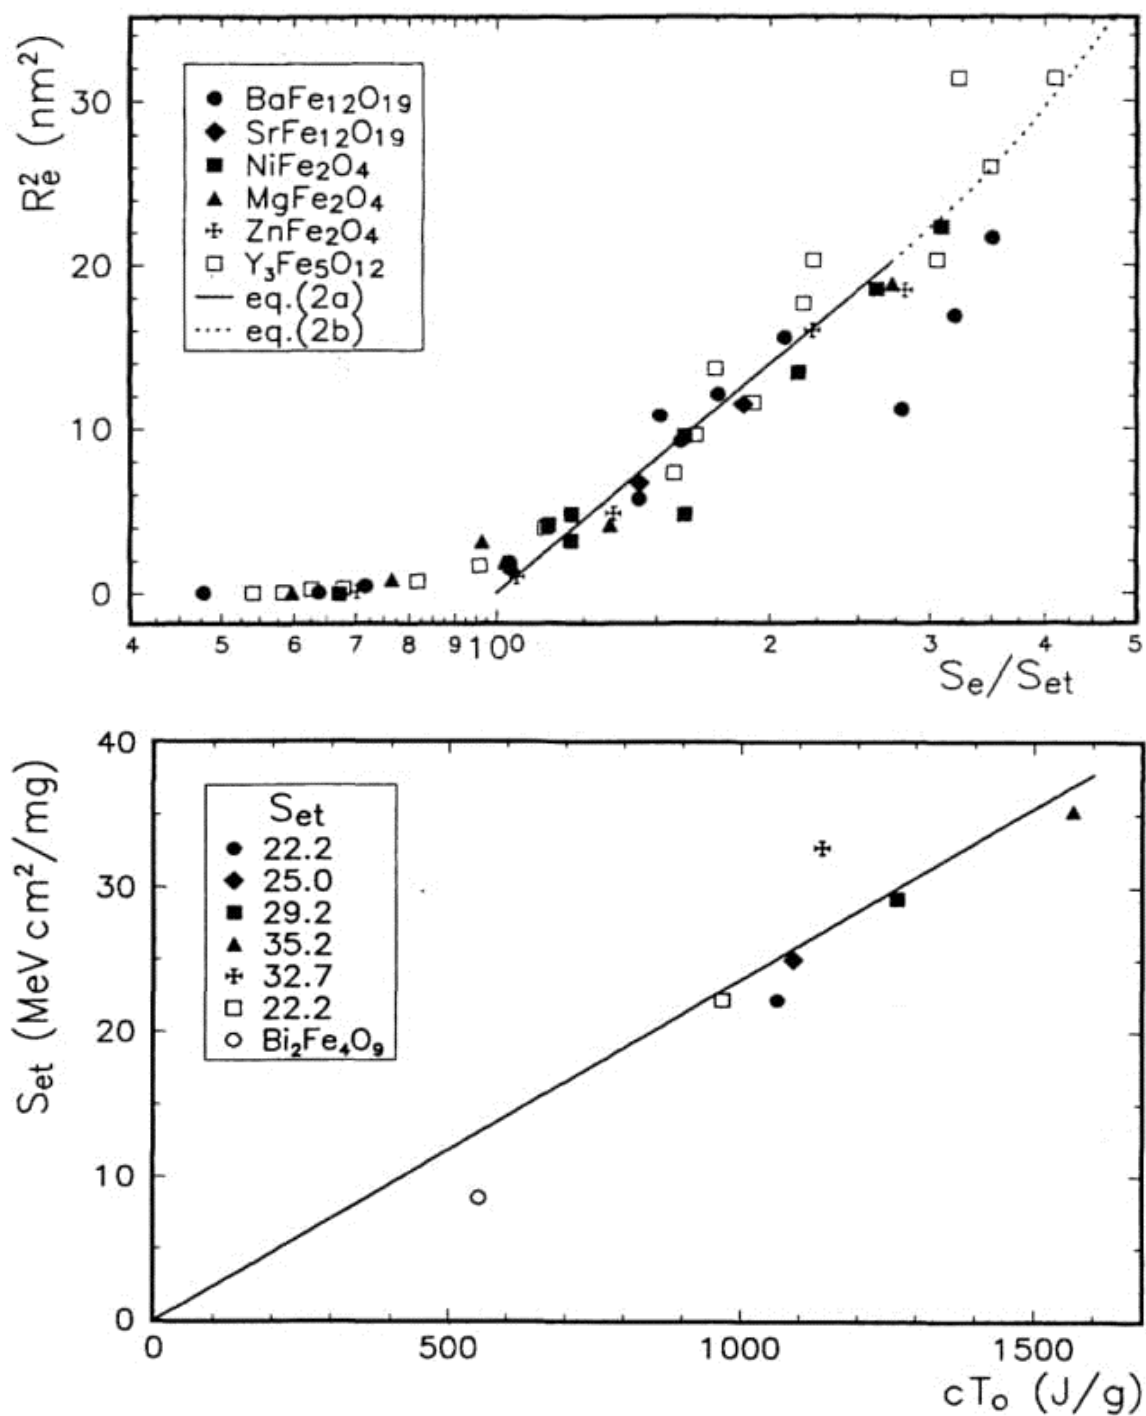 R²ₑ (nm²)
30
20
10
0
BaFe₁₂O₁₉
SrFe₁₂O₁₉
NiFe₂O₄
MgFe₂O₄
ZnFe₂O₄
Y₃Fe₅O₁₂
eq.(2a)
eq.(2b)
4 5 6 7 8 9 10⁰ 2 3 4 5
Sₑ/Sₑₜ
Sₑₜ (MeV cm²/mg)
40
30
20
10
0
Sₑₜ
22.2
25.0
29.2
35.2
32.7
22.2
Bi₂Fe₄O₉
0 500 1000 1500
cT₀ (J/g)